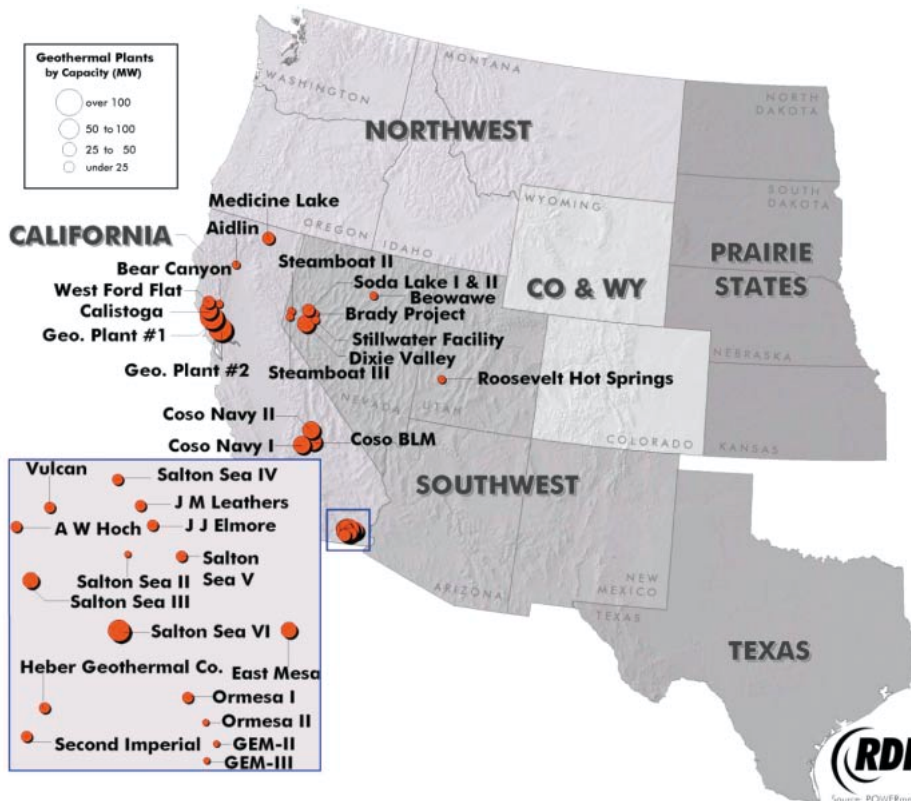 Geothermal Plants
by Capacity (MW)
over 100
50 to 100
25 to 50
under 25
WASHINGTON
MONTANA
NORTH
DAKOTA
NORTHWEST
SOUTH
DAKOTA
WYOMING
Medicine Lake
OREGON
IDAHO
CALIFORNIA
Aidlin
PRAIRIE
STATES
Bear Canyon
Steamboat II
Soda Lake I & II
CO & WY
West Ford Flat
Beowawe
Calistoga
Brady Project
Geo. Plant #1
Stillwater Facility
Dixie Valley
NEBRASKA
Geo. Plant #2
Steamboat III
Roosevelt Hot Springs
NEVADA
UTAH
Coso Navy II
COLORADO
KANSAS
Coso Navy I
Coso BLM
Vulcan
Salton Sea IV
SOUTHWEST
J M Leathers
A W Hoch
J J Elmore
Salton
Sea V
Salton Sea II
Salton Sea III
ARIZONA
NEW
MEXICO
TEXAS
Salton Sea VI
TEXAS
Heber Geothermal Co.
East Mesa
Ormesa I
Ormesa II
Second Imperial
GEM-II
GEM-III
RDI
Source: POWERma